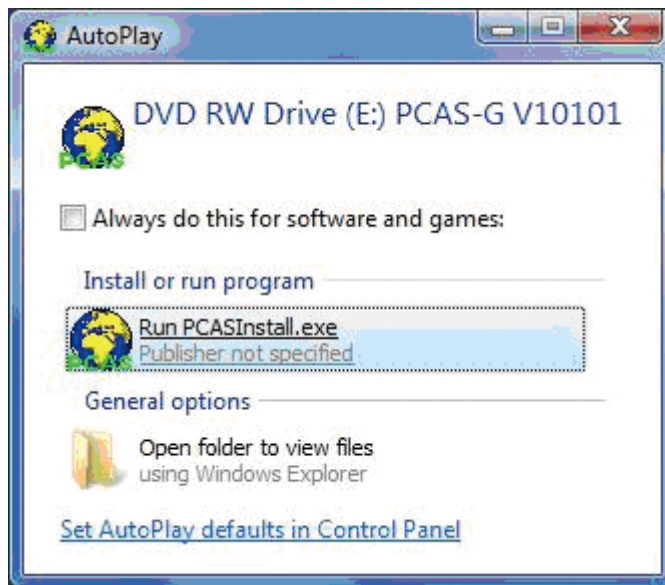 AutoPlay
DVD RW Drive (E:) PCAS-G V10101
PCAS
Always do this for software and games:
Install or run program
Run PCASInstall.exe
PCAS
Publisher not specified
General options
Open folder to view files
using Windows Explorer
Set AutoPlay defaults in Control Panel